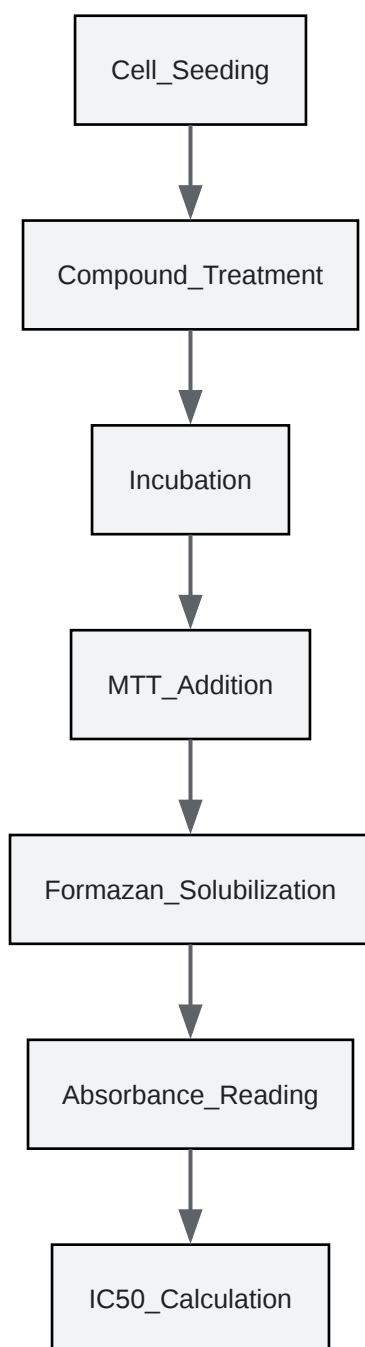 Cell_Seeding
Compound_Treatment
Incubation
MTT_Addition
Formazan_Solubilization
Absorbance_Reading
IC50_Calculation